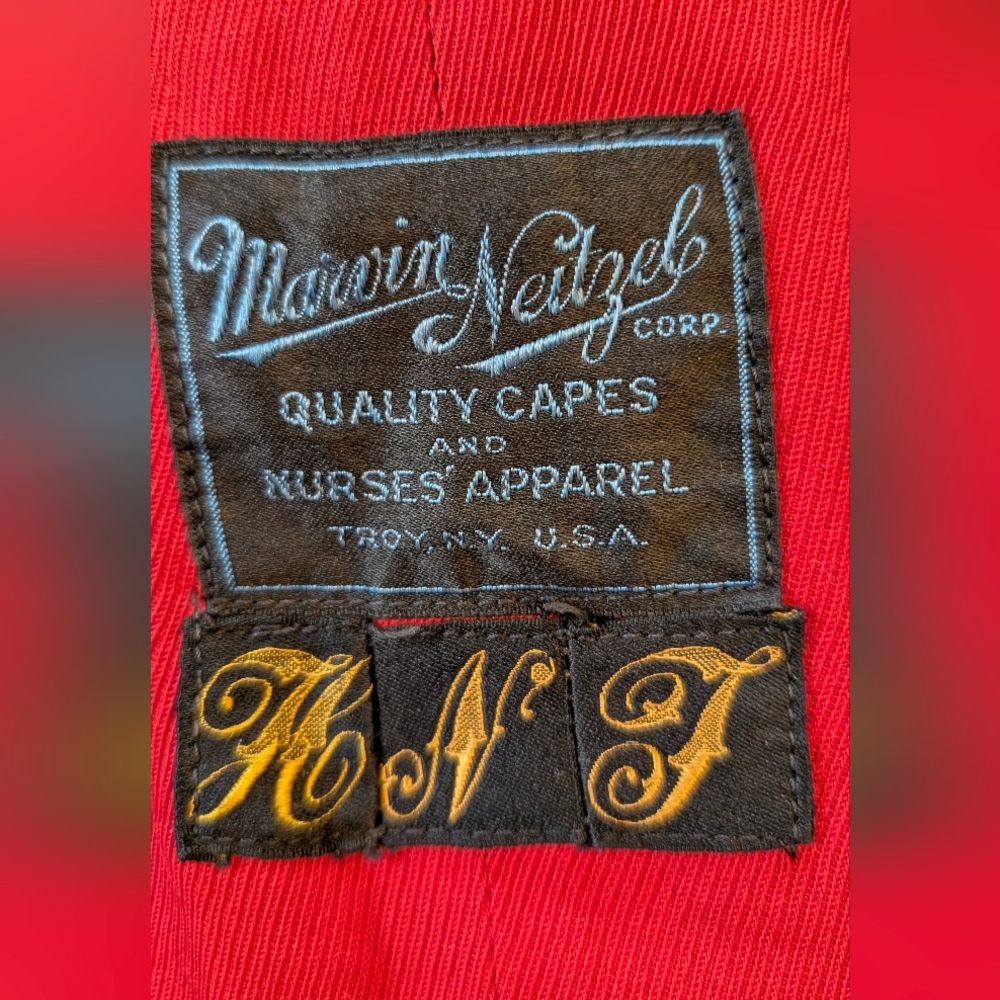 Marvin Neitzel
CORP.
QUALITY CAPES
AND
NURSES' APPAREL
TROY, N.Y. U.S.A.
H N F